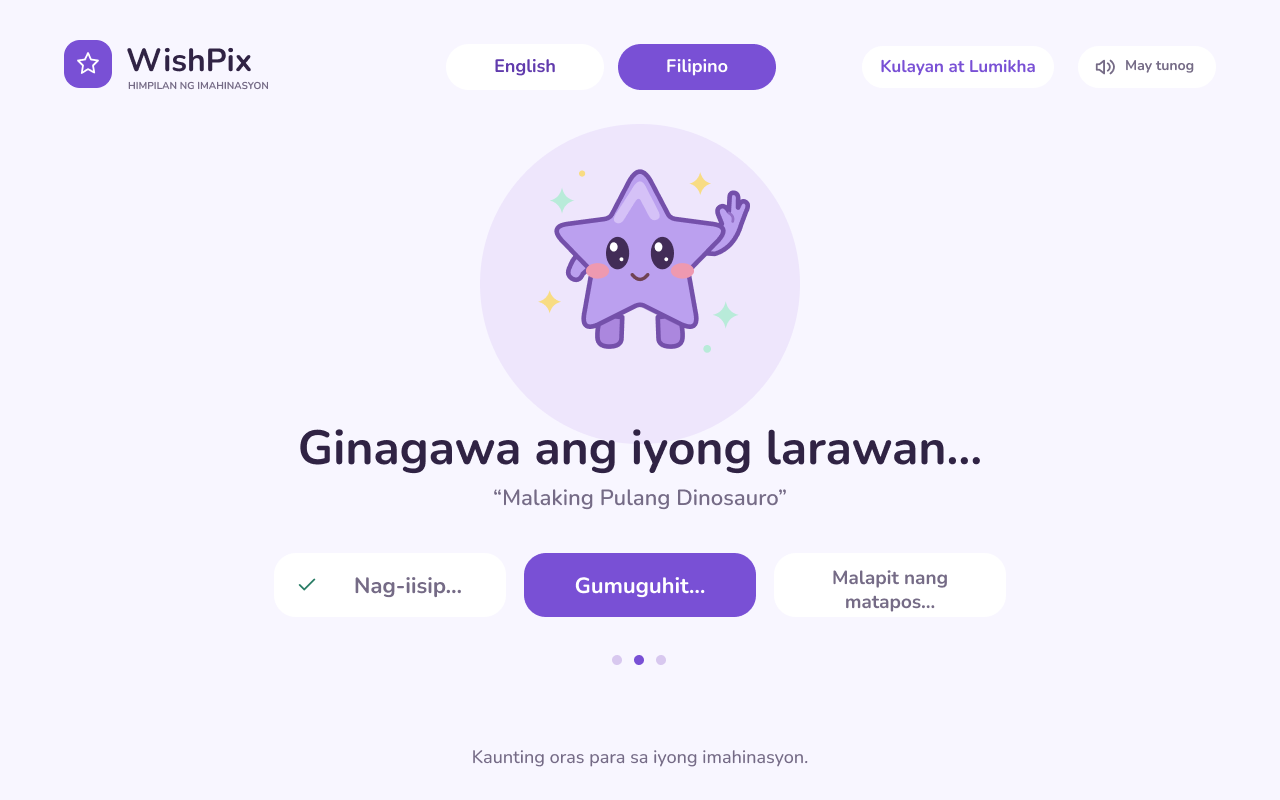 WishPix
HIMPILAN NG IMAHINASYON
English
Filipino
Kulayan at Lumikha
May tunog
Ginagawa ang iyong larawan...
“Malaking Pulang Dinosauro”
Nag-iisip...
Gumuguhit...
Malapit nang
matapos...
Kaunting oras para sa iyong imahinasyon.